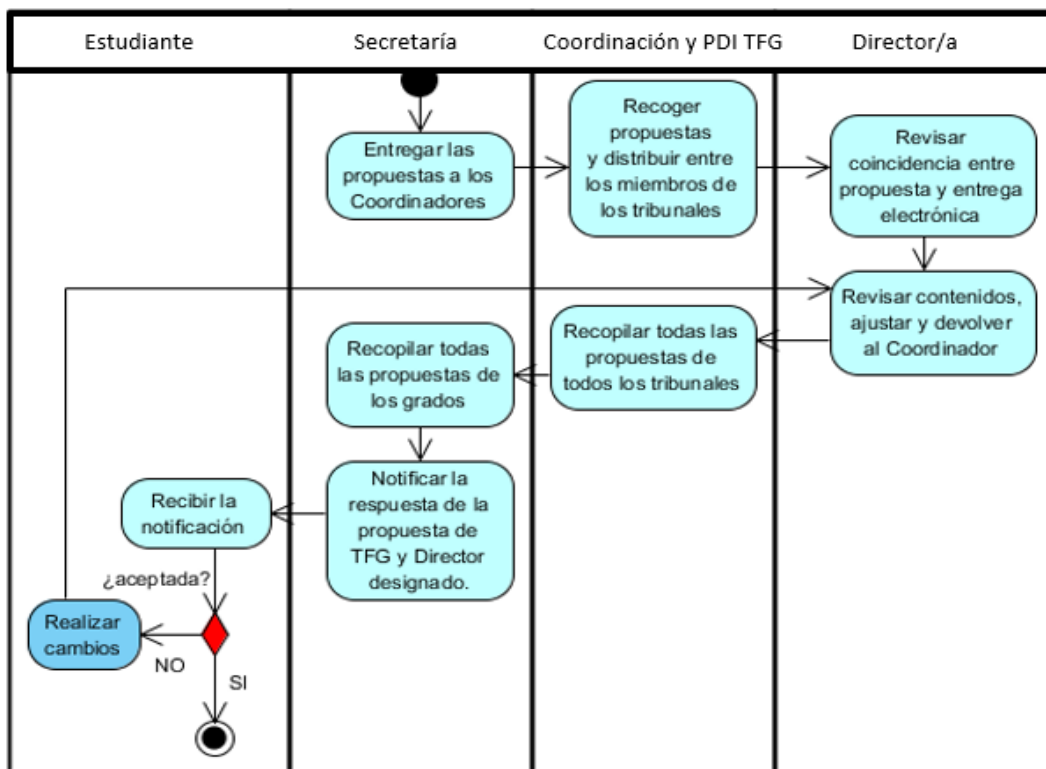 Estudiante
Secretaría
Coordinación y PDI TFG
Director/a
Entregar las
propuestas a los
Coordinadores
Recoger
propuestas
y distribuir entre
los miembros de
los tribunales
Revisar
coincidencia entre
propuesta y entrega
electrónica
Revisar contenidos,
ajustar y devolver
al Coordinador
Recopilar todas las
propuestas de
todos los tribunales
Recopilar todas
las propuestas de
los grados
Notificar la
respuesta de la
propuesta de
TFG y Director
designado.
Recibir la
notificación
¿aceptada?
Realizar
cambios
NO
SI